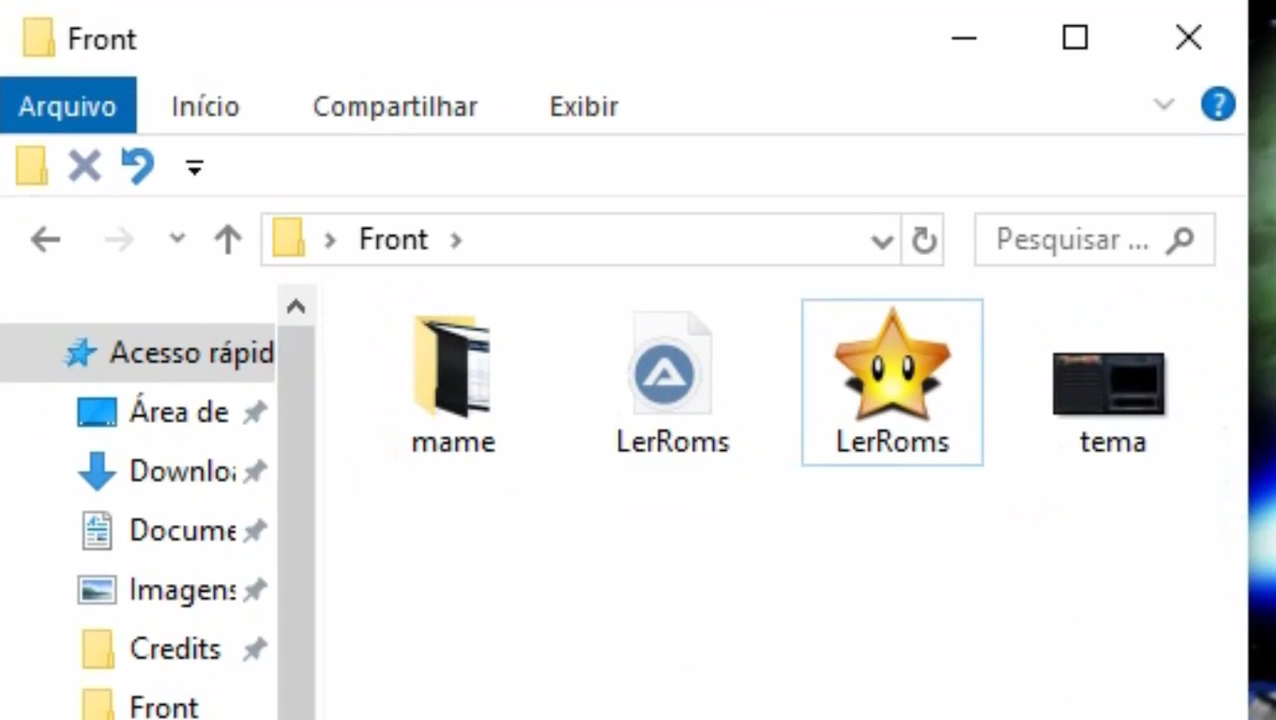 Front
Arquivo Início Compartilhar Exibir
?
Front
Pesquisar ...
Acesso rápid
Área de
Downloa
Docume
Imagens
Credits
Front
mame LerRoms LerRoms tema